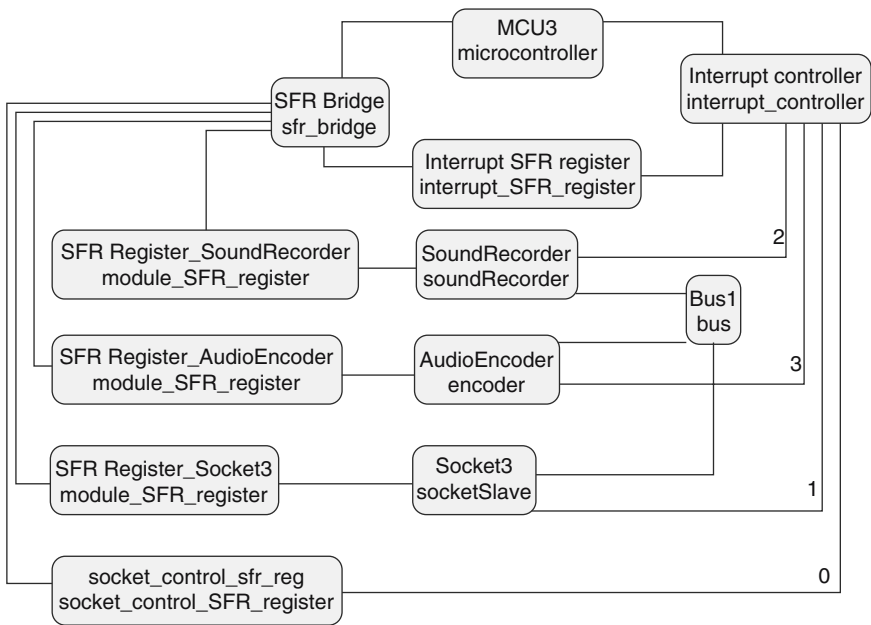 MCU3
microcontroller
Interrupt controller
interrupt_controller
SFR Bridge
sfr_bridge
Interrupt SFR register
interrupt_SFR_register
SFR Register_SoundRecorder
module_SFR_register
SoundRecorder
soundRecorder
2
Bus1
bus
SFR Register_AudioEncoder
module_SFR_register
AudioEncoder
encoder
3
SFR Register_Socket3
module_SFR_register
Socket3
socketSlave
1
socket_control_sfr_reg
socket_control_SFR_register
0